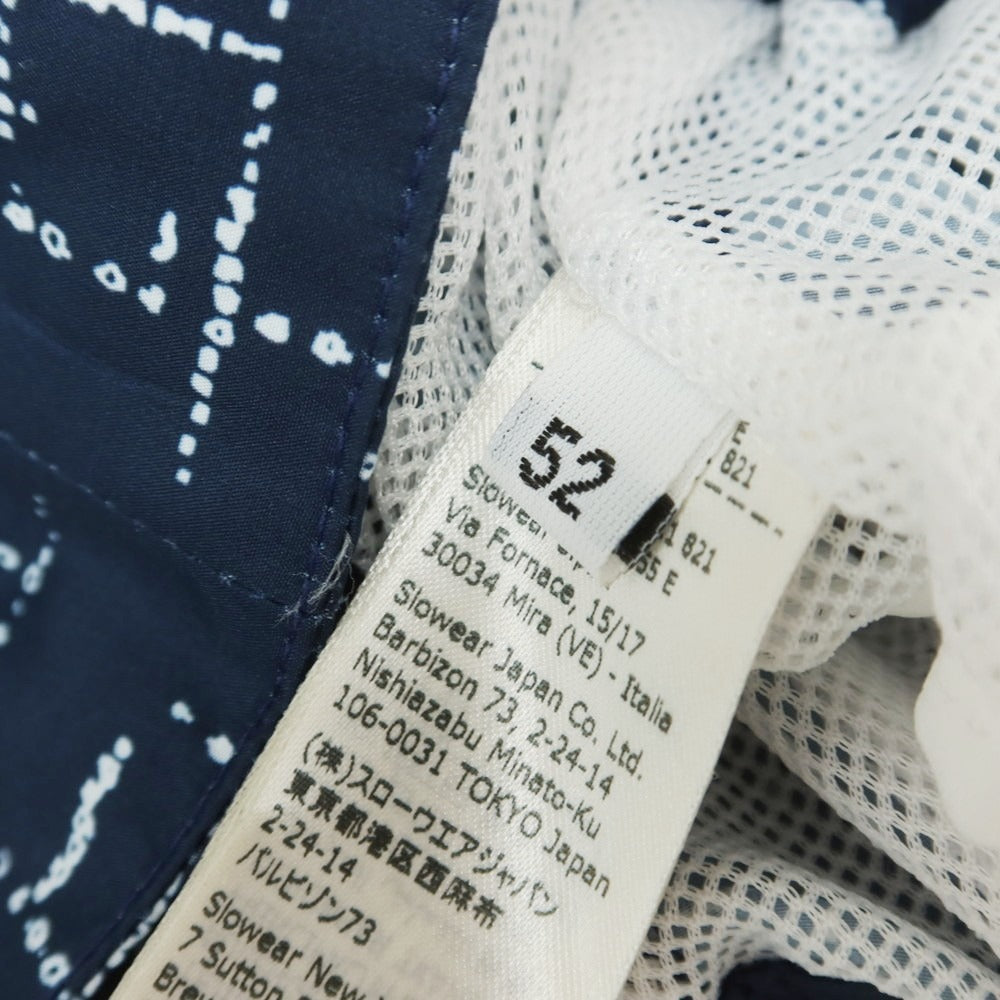 52
821
821
Slowear
Via Fornace, 15/17
30034 Mira (VE) - Italia
Slowear Japan Co. Ltd.
Barbizon 73, 2-24-14
Nishiazabu Minato-Ku
106-0031 TOKYO Japan
(株)スローウエアジャパン
東京都港区西麻布
2-24-14
バルビゾン73
Slowear New
7 Sutton